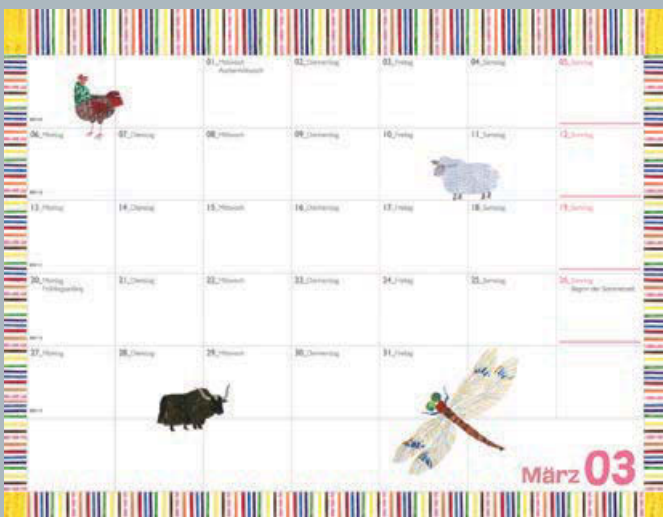 01_Mittwoch 02_Donnerstag 03_Freitag 04_Samstag 05_Sonntag
Aschermittwoch
06_Montag 07_Dienstag 08_Mittwoch 09_Donnerstag 10_Freitag 11_Samstag 12_Sonntag
13_Montag 14_Dienstag 15_Mittwoch 16_Donnerstag 17_Freitag 18_Samstag 19_Sonntag
20_Montag 21_Dienstag 22_Mittwoch 23_Donnerstag 24_Freitag 25_Samstag 26_Sonntag
Frühlingsanfang Beginn der Sommerzeit
27_Montag 28_Dienstag 29_Mittwoch 30_Donnerstag 31_Freitag
März 03